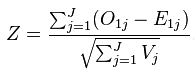 Z = \frac{\sum_{j=1}^{J} (O_{1j} - E_{1j})}{\sqrt{\sum_{j=1}^{J} V_j}}